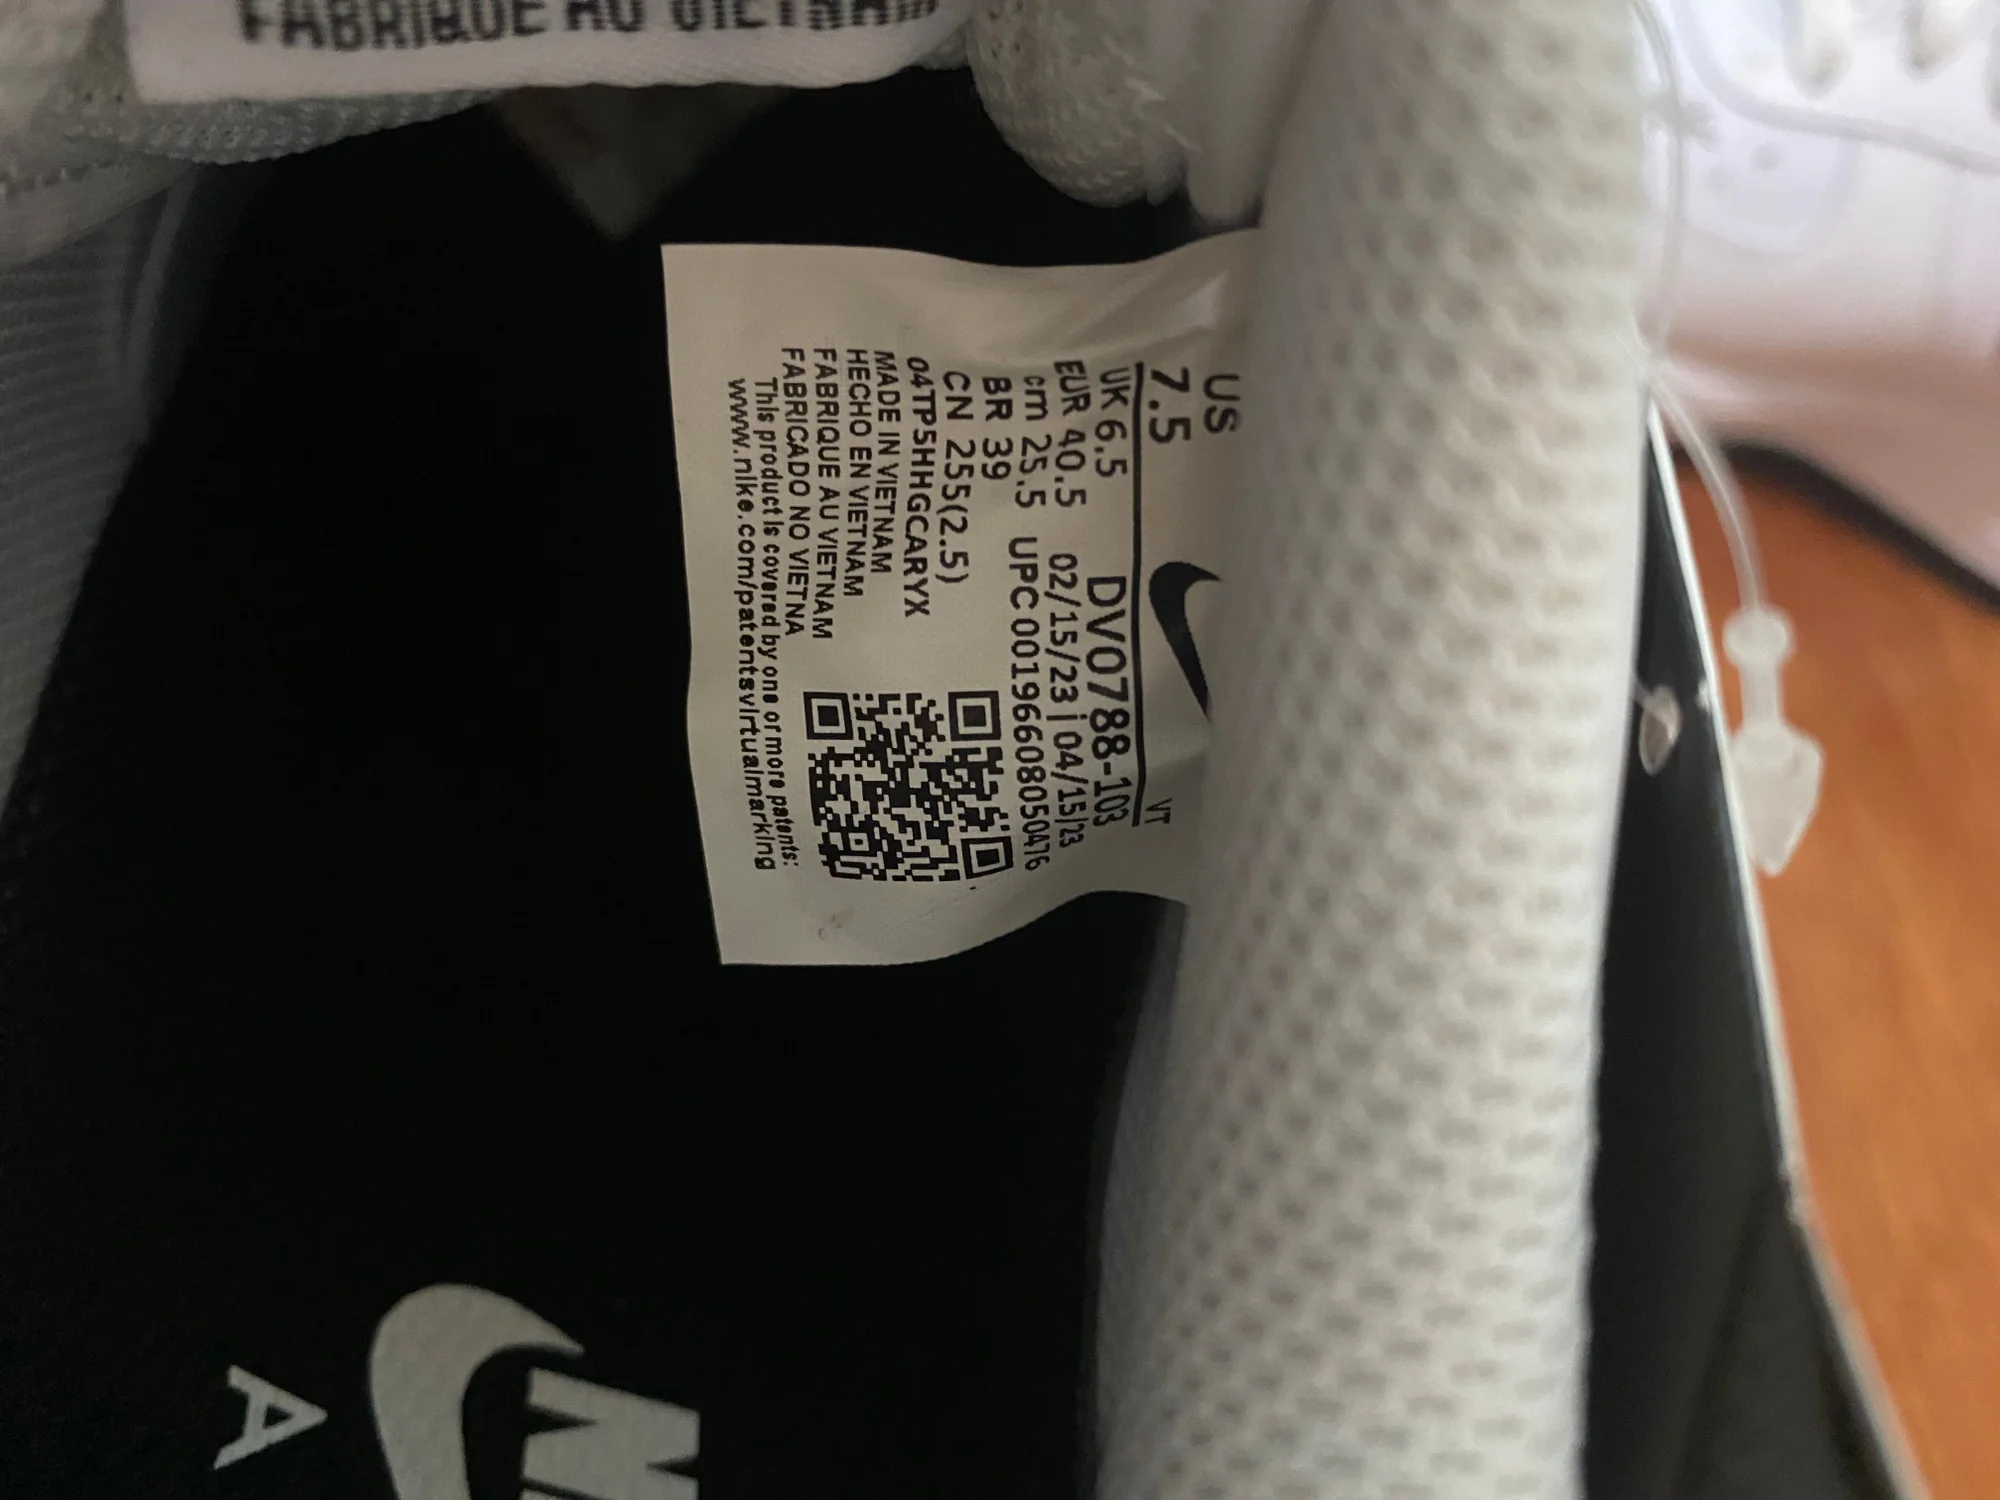 FABRIQUE AU VIETNAM
US
7.5
VT
UK 6.5 DV0788-103
EUR 40.5 02/15/23 | 04/15/23
cm 25.5 UPC 00196608050476
BR 39
CN 255(2.5)
04TP5HHGCARYX
MADE IN VIETNAM
HECHO EN VIETNAM
FABRIQUE AU VIETNAM
FABRICADO NO VIETNA
This product is covered by one or more patents:
www.nike.com/patentsvirtualmarking
A